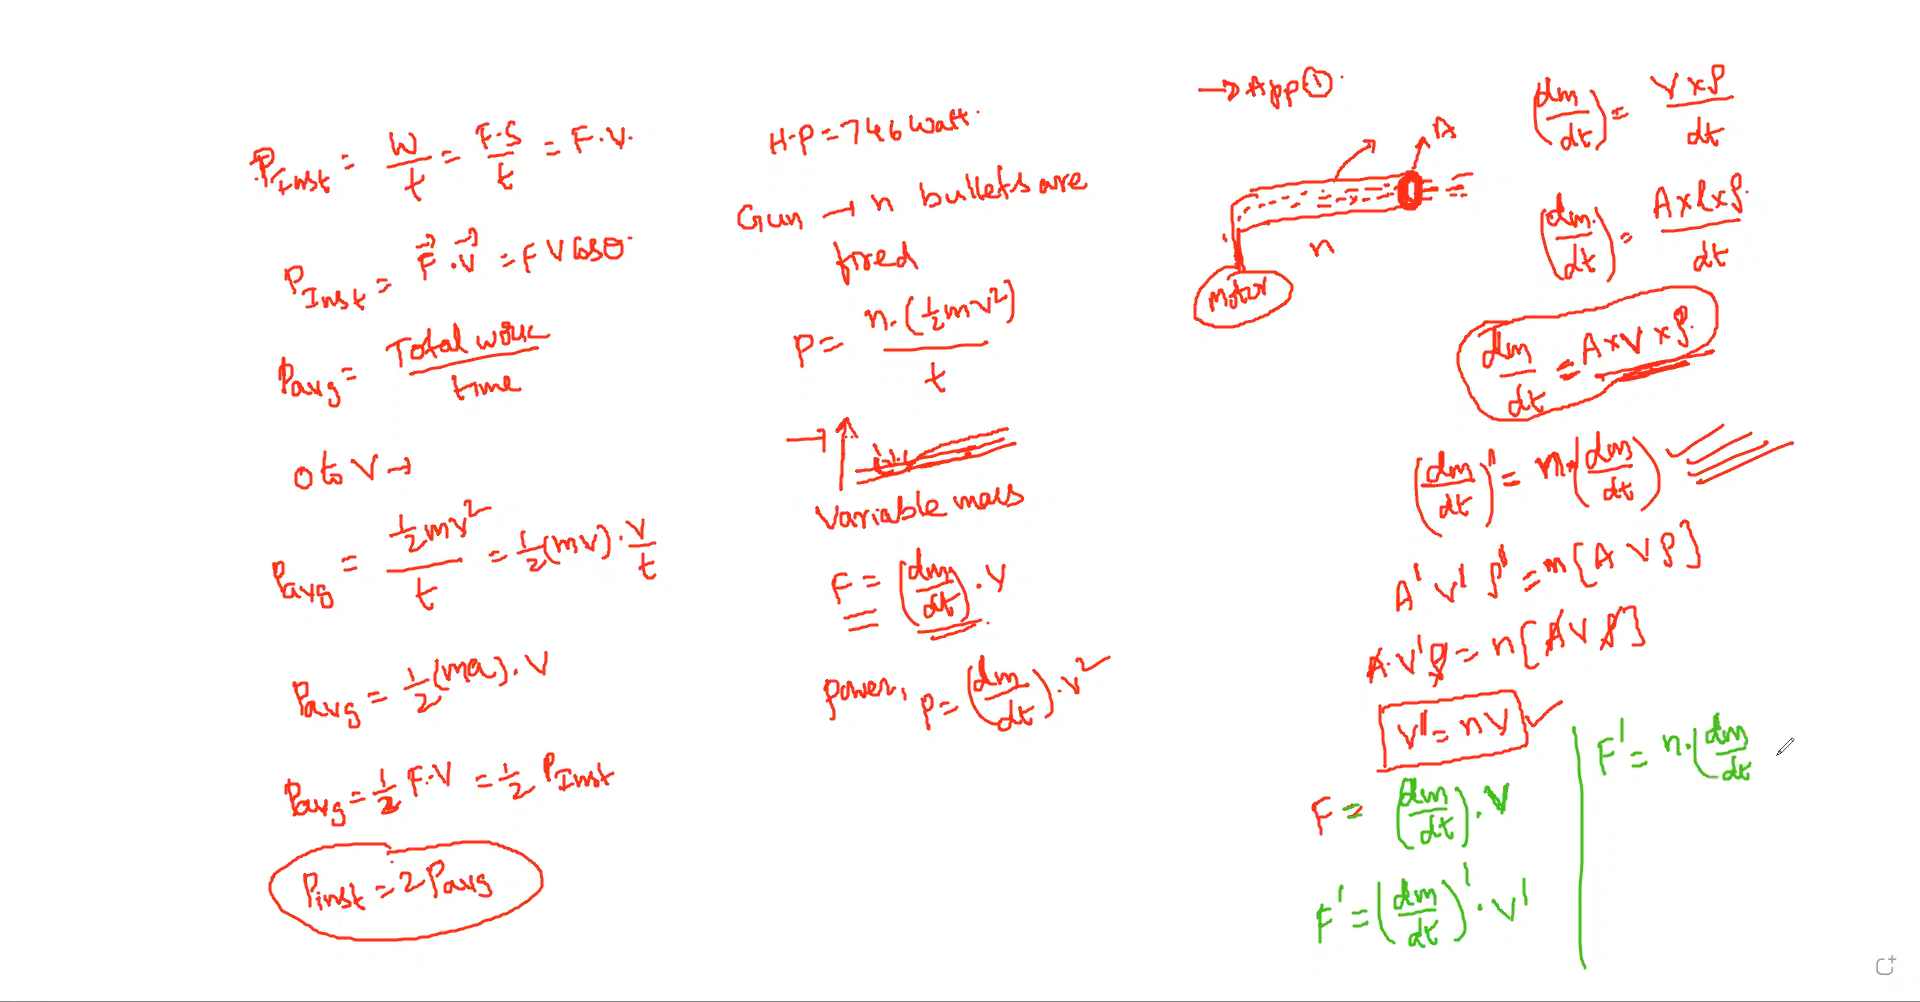 P_Inst = W/t = F·S/t = F·V.
P_Inst = F⃗·V⃗ = F V Cosθ
P_avg = Total work/time
0 to V →
P_avg = ½mv²/t = ½(mv)·V/t
P_avg = ½(ma)·V
P_avg = ½ F·V = ½ P_Inst
P_inst = 2 P_avg
H·P = 746 Watt.
Gun → n bullets are
fired
P = n·(½mv²)/t
→ ↑
Variable mass
F = (dm/dt)·V
Power, P = (dm/dt)·v²
→ App ①.
A
n
Motor
(dm/dt) = V×ρ/dt
(dm/dt) = A×l×ρ/dt
dm/dt = A×V×ρ
(dm/dt)' = n·(dm/dt)
A' V' ρ' = n[A V ρ]
A·V'ρ = n[A V ρ]
V' = n V ✓
F = (dm/dt)·V
F' = (dm/dt)'·V'
F' = n·(dm/dt